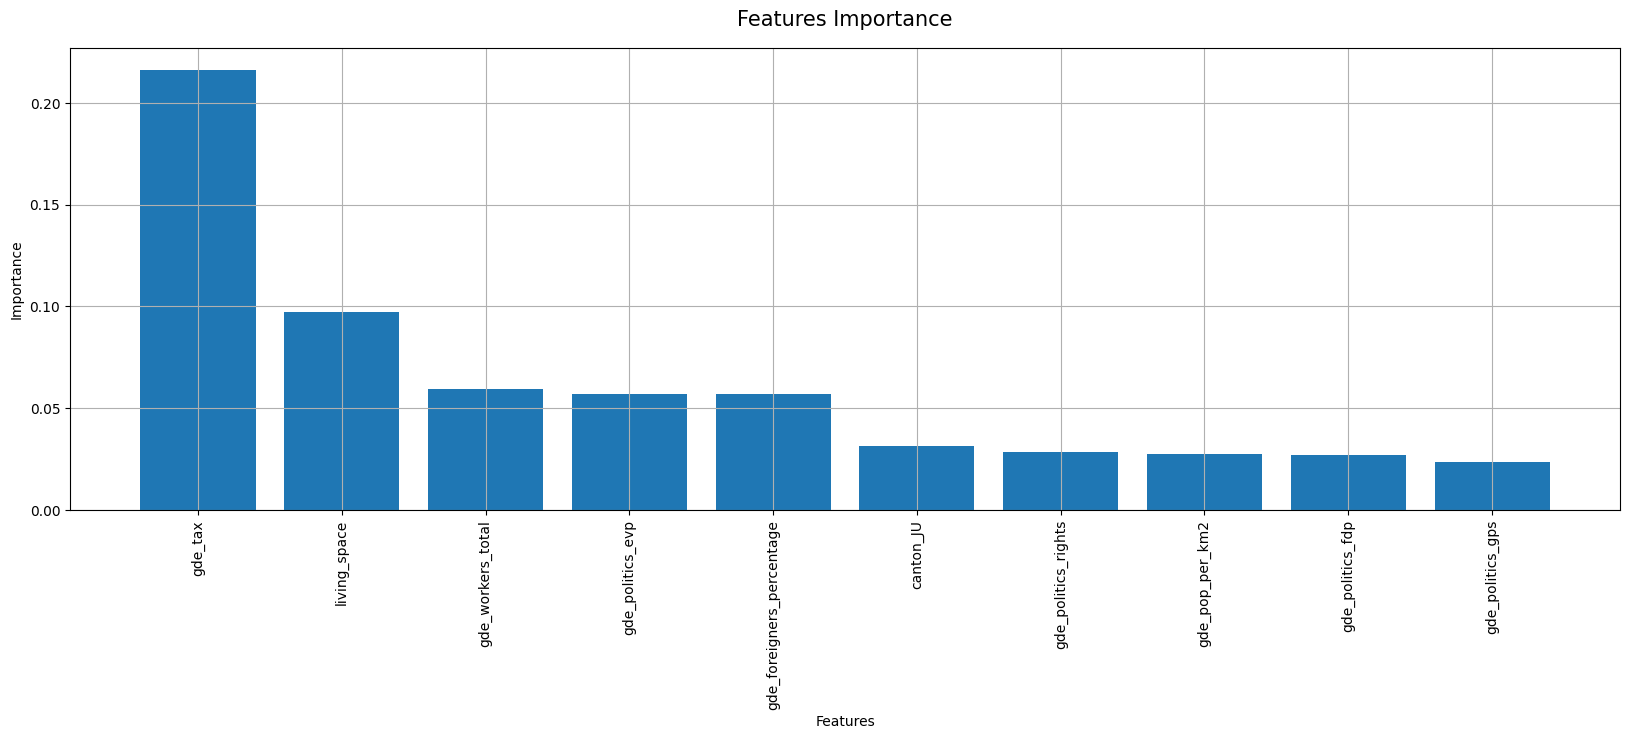 Features Importance
0.20
0.15
0.10
0.05
0.00
Importance
gde_tax
living_space
gde_workers_total
gde_politics_evp
gde_foreigners_percentage
canton_JU
gde_politics_rights
gde_pop_per_km2
gde_politics_fdp
gde_politics_gps
Features